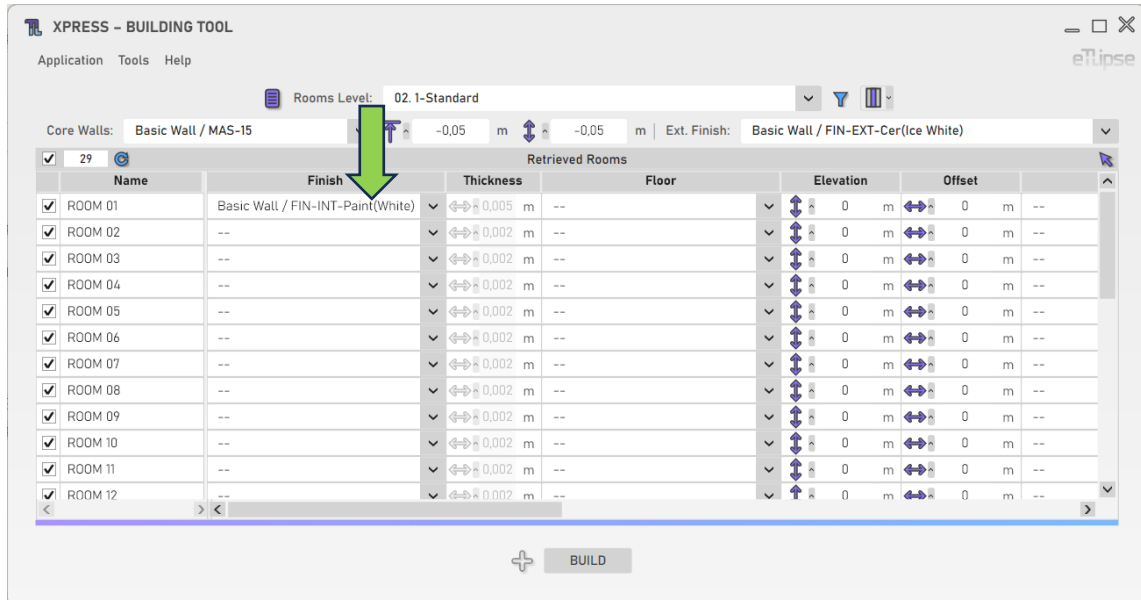 XPRESS – BUILDING TOOL
Application Tools Help
eTLipse
Rooms Level: 02. 1-Standard
Core Walls: Basic Wall / MAS-15 -0,05 m -0,05 m | Ext. Finish: Basic Wall / FIN-EXT-Cer(Ice White)
29 Retrieved Rooms
Name Finish Thickness Floor Elevation Offset
ROOM 01 Basic Wall / FIN-INT-Paint(White) 0,005 m -- 0 m 0 m --
ROOM 02 -- 0,002 m -- 0 m 0 m --
ROOM 03 -- 0,002 m -- 0 m 0 m --
ROOM 04 -- 0,002 m -- 0 m 0 m --
ROOM 05 -- 0,002 m -- 0 m 0 m --
ROOM 06 -- 0,002 m -- 0 m 0 m --
ROOM 07 -- 0,002 m -- 0 m 0 m --
ROOM 08 -- 0,002 m -- 0 m 0 m --
ROOM 09 -- 0,002 m -- 0 m 0 m --
ROOM 10 -- 0,002 m -- 0 m 0 m --
ROOM 11 -- 0,002 m -- 0 m 0 m --
ROOM 12 -- 0,002 m -- 0 m 0 m --
BUILD